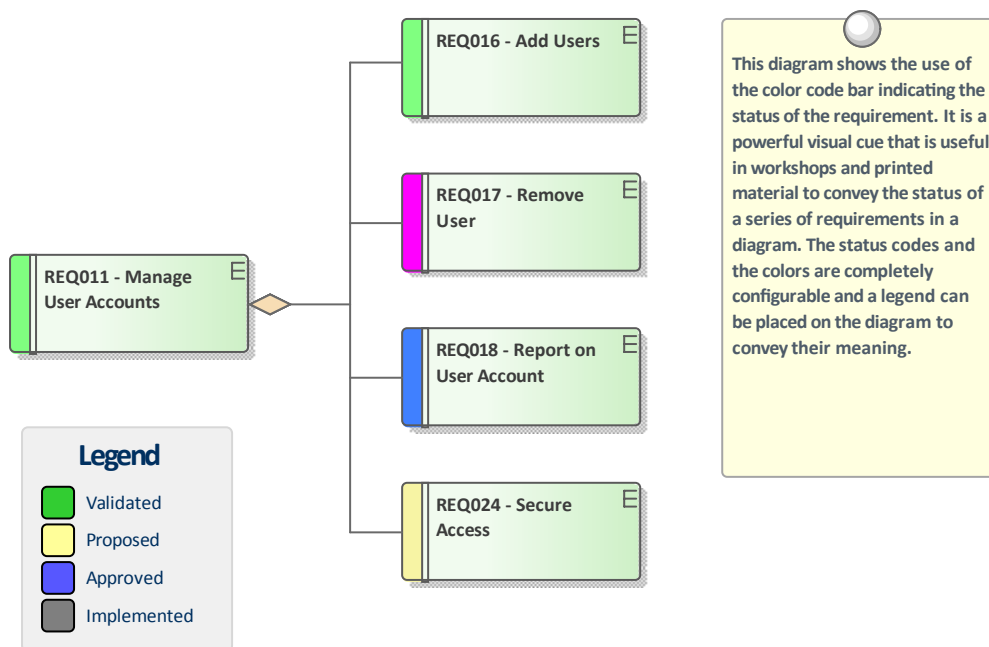 REQ016 - Add Users
REQ017 - Remove
User
REQ011 - Manage
User Accounts
REQ018 - Report on
User Account
REQ024 - Secure
Access
Legend
Validated
Proposed
Approved
Implemented
This diagram shows the use of
the color code bar indicating the
status of the requirement. It is a
powerful visual cue that is useful
in workshops and printed
material to convey the status of
a series of requirements in a
diagram. The status codes and
the colors are completely
configurable and a legend can
be placed on the diagram to
convey their meaning.